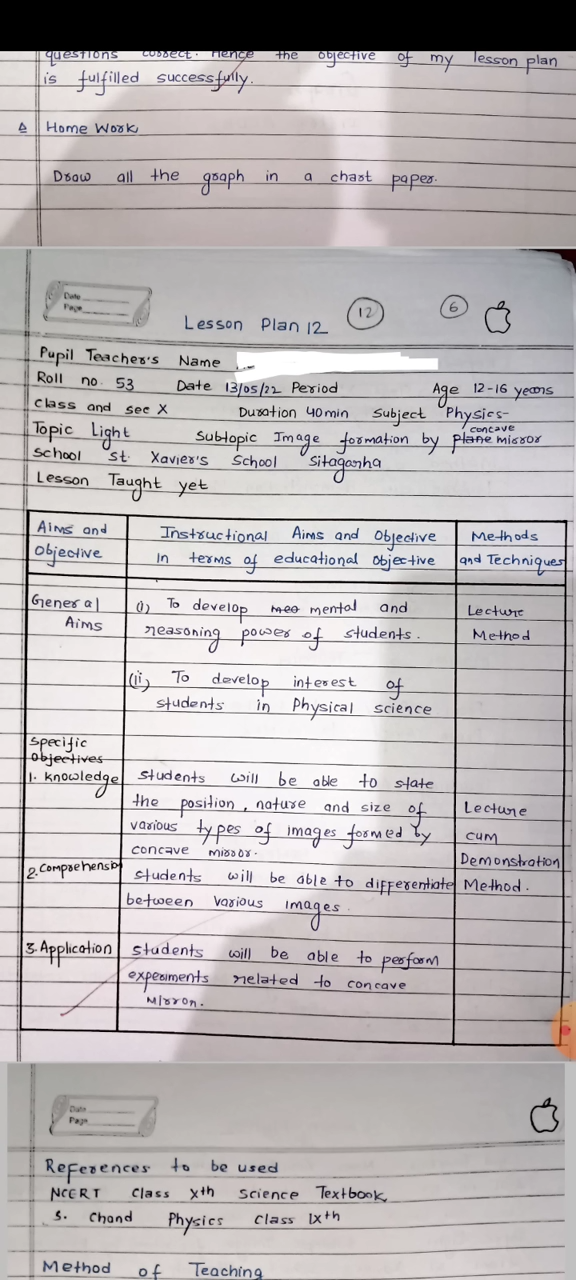 questions correct. Hence the objective of my lesson plan
is fulfilled successfully.
Home Work
Draw all the graph in a chart paper.
Date
Page
Lesson Plan 12
12
6
Pupil Teacher's Name
Roll no. 53 Date 13/05/22 Period Age 12-16 years
Class and sec X Duration 40 min Subject Physics
concave
Topic Light Subtopic Image formation by plane mirror
School St. Xavier's School Sitagarha
Lesson Taught yet
Aims and Objective
Instructional Aims and Objective
In terms of educational Objective
Methods
and Techniques
General
Aims
(i) To develop mental and
reasoning power of students.
Lecture
Method
(ii) To develop interest of
students in Physical science
Specific
Objectives
1. Knowledge
Students will be able to state
the position, nature and size of
various types of images formed by
concave mirror.
Lecture
cum
Demonstration
Method.
2. Comprehension
Students will be able to differentiate
between various images.
3. Application
Students will be able to perform
experiments related to concave
Mirror.
Date
Page
References to be used
NCERT Class Xth Science Textbook
S. Chand Physics Class IXth
Method of Teaching